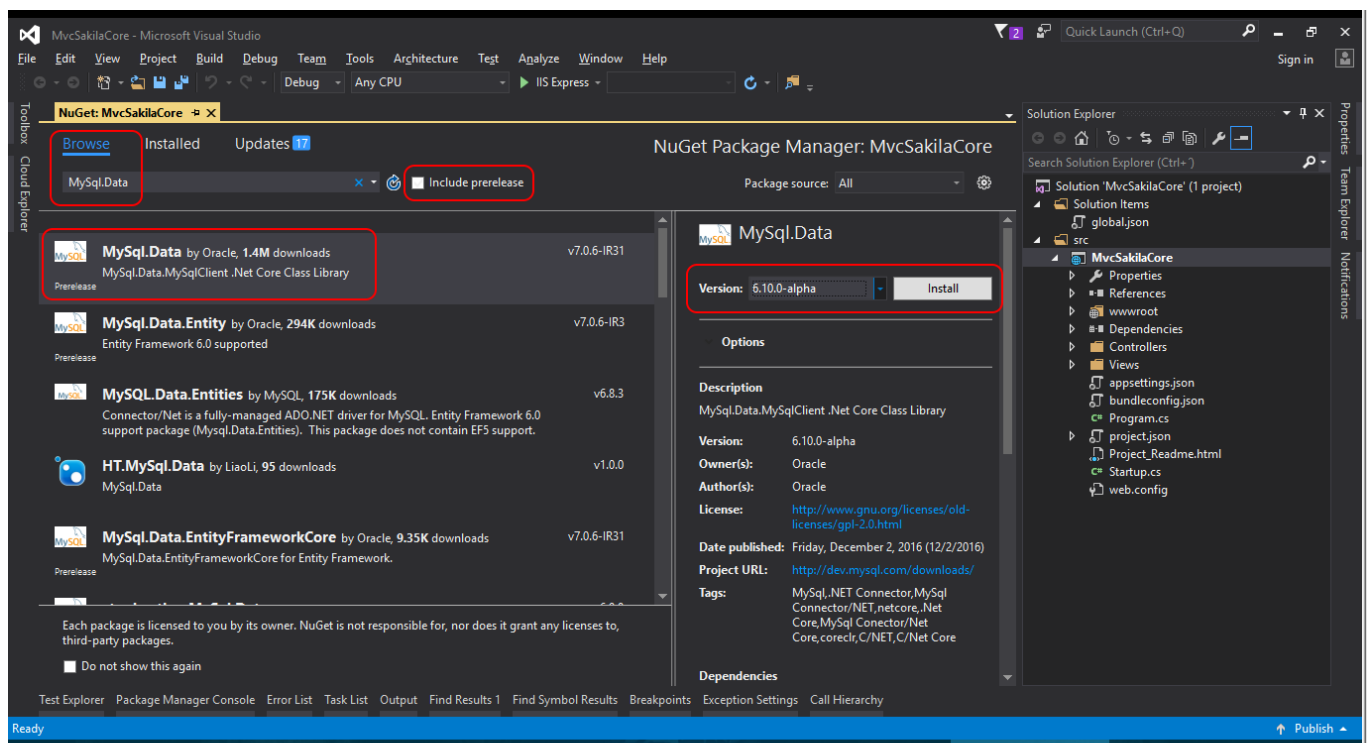 MvcSakilaCore - Microsoft Visual Studio
2
Quick Launch (Ctrl+Q)
File Edit View Project Build Debug Team Tools Architecture Test Analyze Window Help
Sign in
Debug Any CPU IIS Express
Toolbox
Cloud Explorer
NuGet: MvcSakilaCore
Browse Installed Updates 17
NuGet Package Manager: MvcSakilaCore
MySql.Data
Include prerelease
Package source: All
MySQL
MySql.Data by Oracle, 1.4M downloads v7.0.6-IR31
MySql.Data.MySqlClient .Net Core Class Library
Prerelease
MySQL
MySql.Data.Entity by Oracle, 294K downloads v7.0.6-IR3
Entity Framework 6.0 supported
Prerelease
MySQL
MySQL.Data.Entities by MySQL, 175K downloads v6.8.3
Connector/Net is a fully-managed ADO.NET driver for MySQL. Entity Framework 6.0
support package (Mysql.Data.Entities). This package does not contain EF5 support.
HT.MySql.Data by LiaoLi, 95 downloads v1.0.0
MySql.Data
MySQL
MySql.Data.EntityFrameworkCore by Oracle, 9.35K downloads v7.0.6-IR31
MySql.Data.EntityFrameworkCore for Entity Framework.
Prerelease
Each package is licensed to you by its owner. NuGet is not responsible for, nor does it grant any licenses to,
third-party packages.
Do not show this again
MySQL
MySql.Data
Version: 6.10.0-alpha Install
Options
Description
MySql.Data.MySqlClient .Net Core Class Library
Version: 6.10.0-alpha
Owner(s): Oracle
Author(s): Oracle
License: http://www.gnu.org/licenses/old-
licenses/gpl-2.0.html
Date published: Friday, December 2, 2016 (12/2/2016)
Project URL: http://dev.mysql.com/downloads/
Tags: MySql,.NET Connector,MySql
Connector/NET,netcore,.Net
Core,MySql Conector/Net
Core,coreclr,C/NET,C/Net Core
Dependencies
Solution Explorer
Search Solution Explorer (Ctrl+')
Solution 'MvcSakilaCore' (1 project)
Solution Items
global.json
src
MvcSakilaCore
Properties
References
wwwroot
Dependencies
Controllers
Views
appsettings.json
bundleconfig.json
C# Program.cs
project.json
Project_Readme.html
C# Startup.cs
web.config
Properties
Team Explorer
Notifications
Test Explorer Package Manager Console Error List Task List Output Find Results 1 Find Symbol Results Breakpoints Exception Settings Call Hierarchy
Ready
Publish